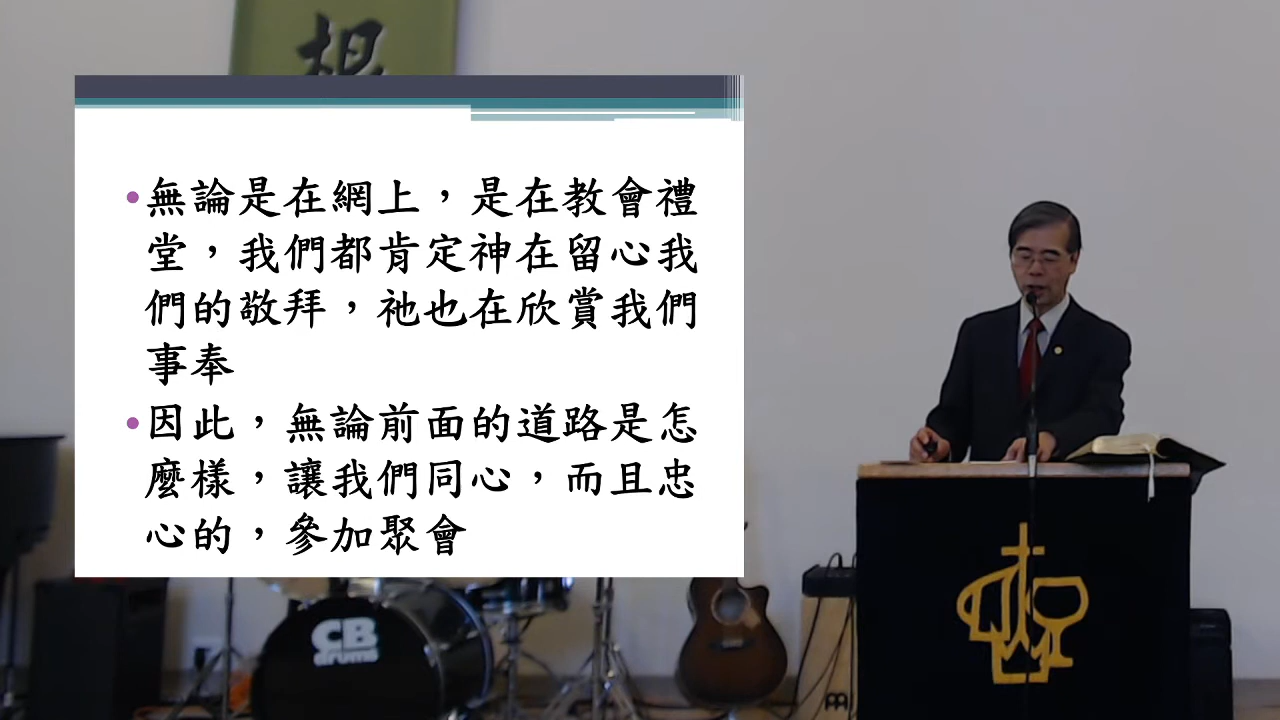 根
•無論是在網上，是在教會禮
堂，我們都肯定神在留心我
們的敬拜，祂也在欣賞我們
事奉
•因此，無論前面的道路是怎
麼樣，讓我們同心，而且忠
心的，參加聚會
CB
drums